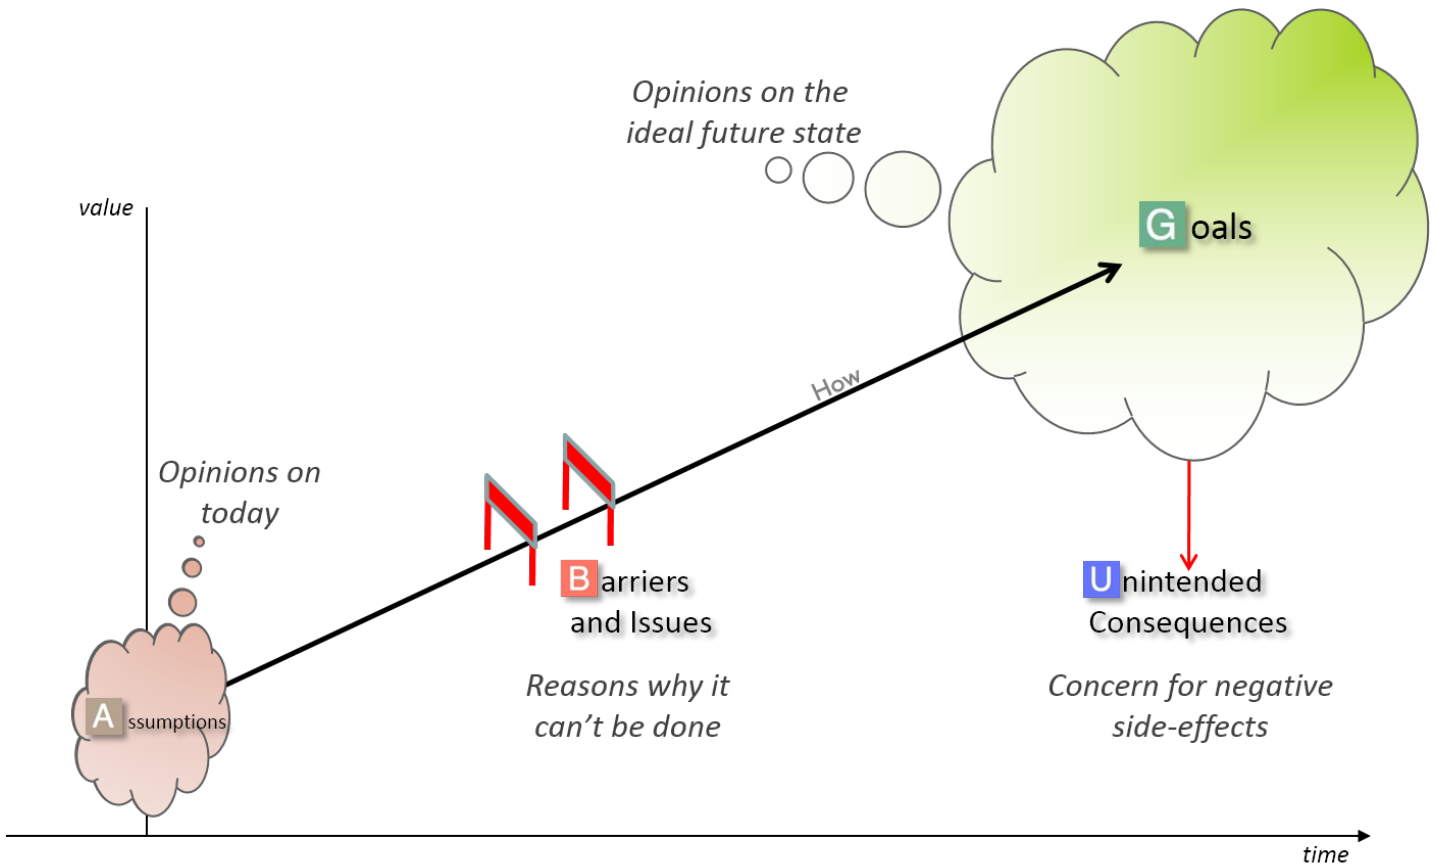 Opinions on the
ideal future state
value
Goals
How
Opinions on
today
Barriers
and Issues
Unintended
Consequences
Reasons why it
can't be done
Concern for negative
side-effects
Assumptions
time